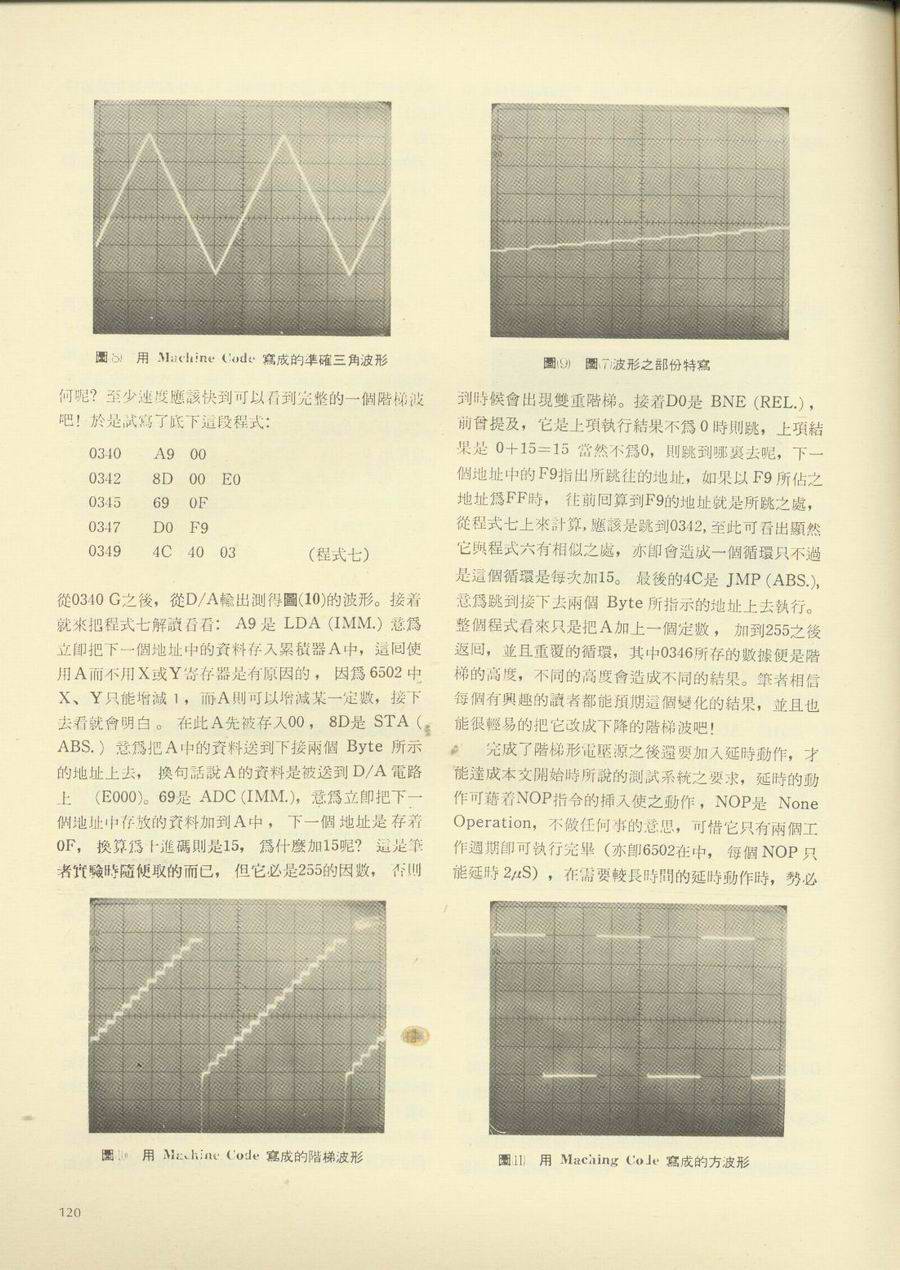 圖(8) 用 Machine Code 寫成的準確三角波形
圖(9) 圖(7)波形之部份特寫
何呢？至少速度應該快到可以看到完整的一個階梯波
吧！於是試寫了底下這段程式：
0340 A9 00
0342 8D 00 E0
0345 69 0F
0347 D0 F9
0349 4C 40 03 （程式七）
從0340 G之後，從D/A輸出測得圖(10)的波形。接着
就來把程式七解讀看看： A9 是 LDA (IMM.) 意爲
立即把下一個地址中的資料存入累積器A中，這回使
用A而不用X或Y寄存器是有原因的，因爲 6502 中
X、Y只能增減 1，而A則可以增減某一定數，接下
去看就會明白。 在此A先被存入00， 8D是 STA (
ABS. ) 意爲把A中的資料送到下接兩個 Byte 所示
的地址上去， 換句話說A的資料是被送到 D/A 電路
上 (E000)。69是 ADC (IMM.)，意爲立即把下一
個地址中存放的資料加到A中， 下一個 地址是 存着
0F， 換算爲十進碼則是15， 爲什麼加15呢？ 這是筆
者實驗時隨便取的而已， 但它必是255的因數， 否則
到時候會出現雙重階梯。接着D0是 BNE (REL.)，
前曾提及，它是上項執行結果不爲 0 時則跳，上項結
果是 0+15=15 當然不爲0，則跳到哪裏去呢，下一
個地址中的F9指出所跳往的地址，如果以 F9 所佔之
地址爲FF時， 往前回算到F9的地址就是所跳之處，
從程式七上來計算，應該是跳到0342，至此可看出顯然
它與程式六有相似之處，亦即會造成一個循環只不過
是這個循環是每次加15。 最後的4C是 JMP (ABS.)，
意爲跳到接下去兩個 Byte 所指示的地址上去執行。
整個程式看來只是把A加上一個定數， 加到255之後
返回，並且重覆的循環，其中0346所存的數據便是階
梯的高度，不同的高度會造成不同的結果。筆者相信
每個有興趣的讀者都能預期這個變化的結果，並且也
能很輕易的把它改成下降的階梯波吧！
完成了階梯形電壓源之後還要加入延時動作，才
能達成本文開始時所說的測試系統之要求，延時的動
作可藉着NOP指令的揷入使之動作，NOP是 None
Operation，不做任何事的意思，可惜它只有兩個工
作週期即可執行完畢（亦即6502在中， 每個 NOP 只
能延時 2μS），在需要較長時間的延時動作時，勢必
圖(10) 用 Machine Code 寫成的階梯波形
圖(11) 用 Maching Code 寫成的方波形
120